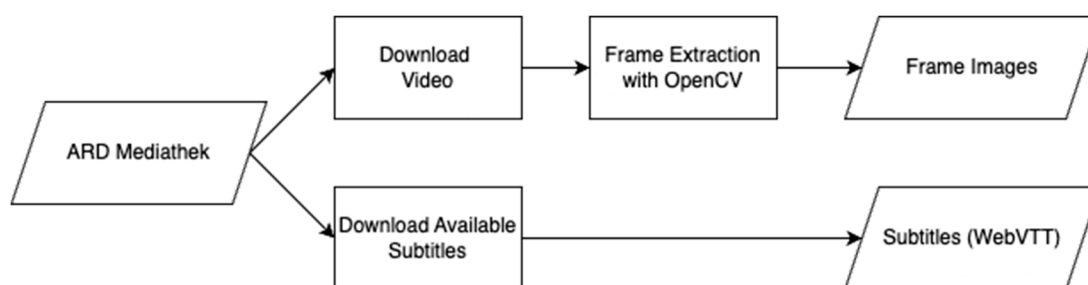 ARD Mediathek
Download
Video
Frame Extraction
with OpenCV
Frame Images
Download Available
Subtitles
Subtitles (WebVTT)